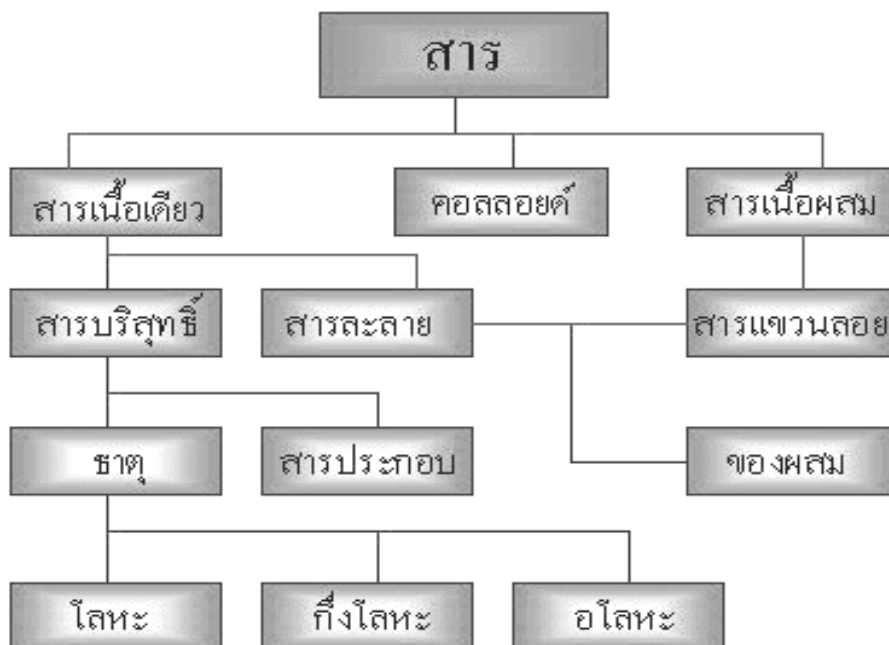 สาร
สารเนื้อเดียว
คอลลอยด์
สารเนื้อผสม
สารบริสุทธิ์
สารละลาย
สารแขวนลอย
ธาตุ
สารประกอบ
ของผสม
โลหะ
กึ่งโลหะ
อโลหะ